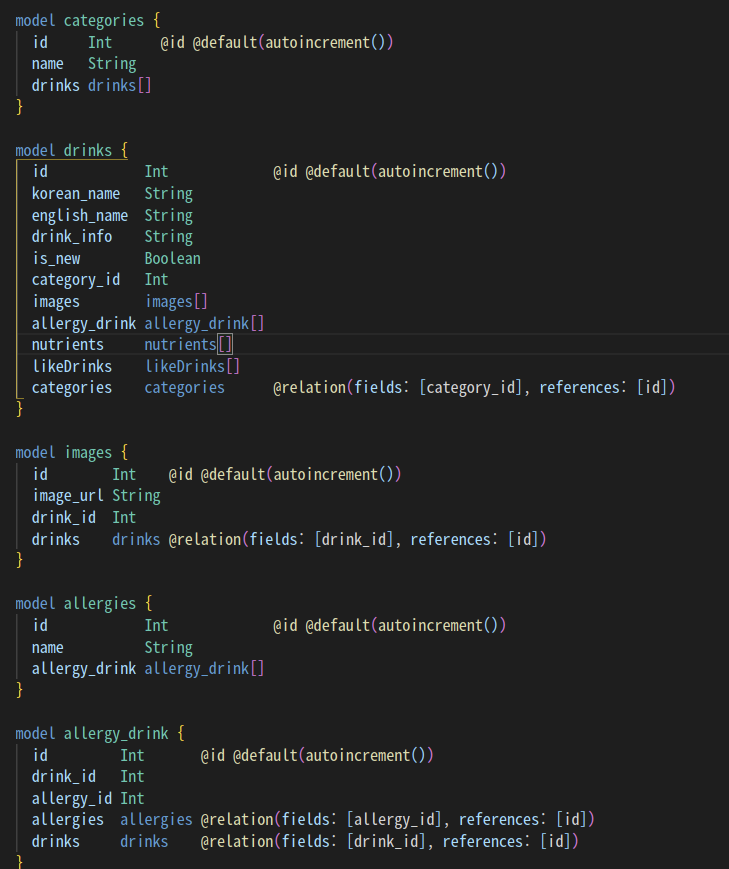 model categories {
  id     Int      @id @default(autoincrement())
  name   String
  drinks drinks[]
}

model drinks {
  id            Int             @id @default(autoincrement())
  korean_name   String
  english_name  String
  drink_info    String
  is_new        Boolean
  category_id   Int
  images        images[]
  allergy_drink allergy_drink[]
  nutrients     nutrients[]
  likeDrinks    likeDrinks[]
  categories    categories      @relation(fields: [category_id], references: [id])
}

model images {
  id        Int    @id @default(autoincrement())
  image_url String
  drink_id  Int
  drinks    drinks @relation(fields: [drink_id], references: [id])
}

model allergies {
  id            Int             @id @default(autoincrement())
  name          String
  allergy_drink allergy_drink[]
}

model allergy_drink {
  id         Int       @id @default(autoincrement())
  drink_id   Int
  allergy_id Int
  allergies  allergies @relation(fields: [allergy_id], references: [id])
  drinks     drinks    @relation(fields: [drink_id], references: [id])
}